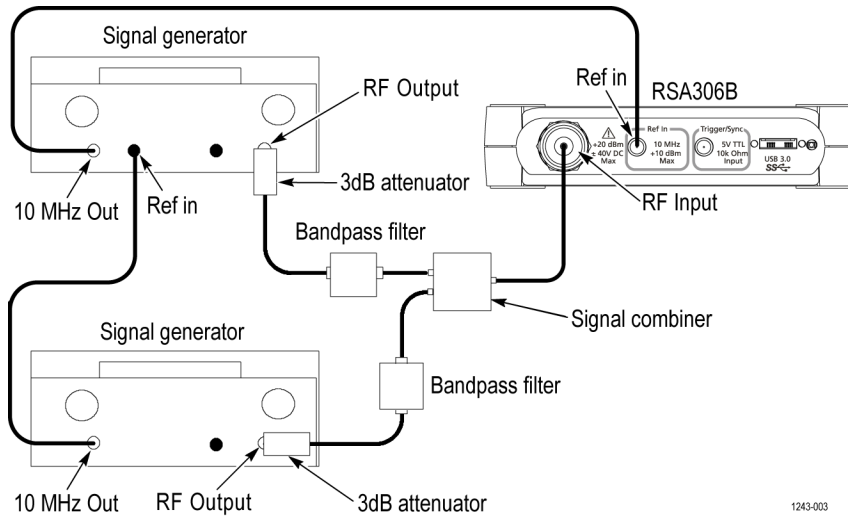 Signal generator
RF Output
Ref in
RSA306B
+20 dBm
± 40V DC
Max
Ref In
10 MHz
+10 dBm
Max
Trigger/Sync
5V TTL
10k Ohm
Input
USB 3.0
SS
10 MHz Out
Ref in
3dB attenuator
RF Input
Bandpass filter
Signal combiner
Signal generator
Bandpass filter
10 MHz Out
RF Output
3dB attenuator
1243-003